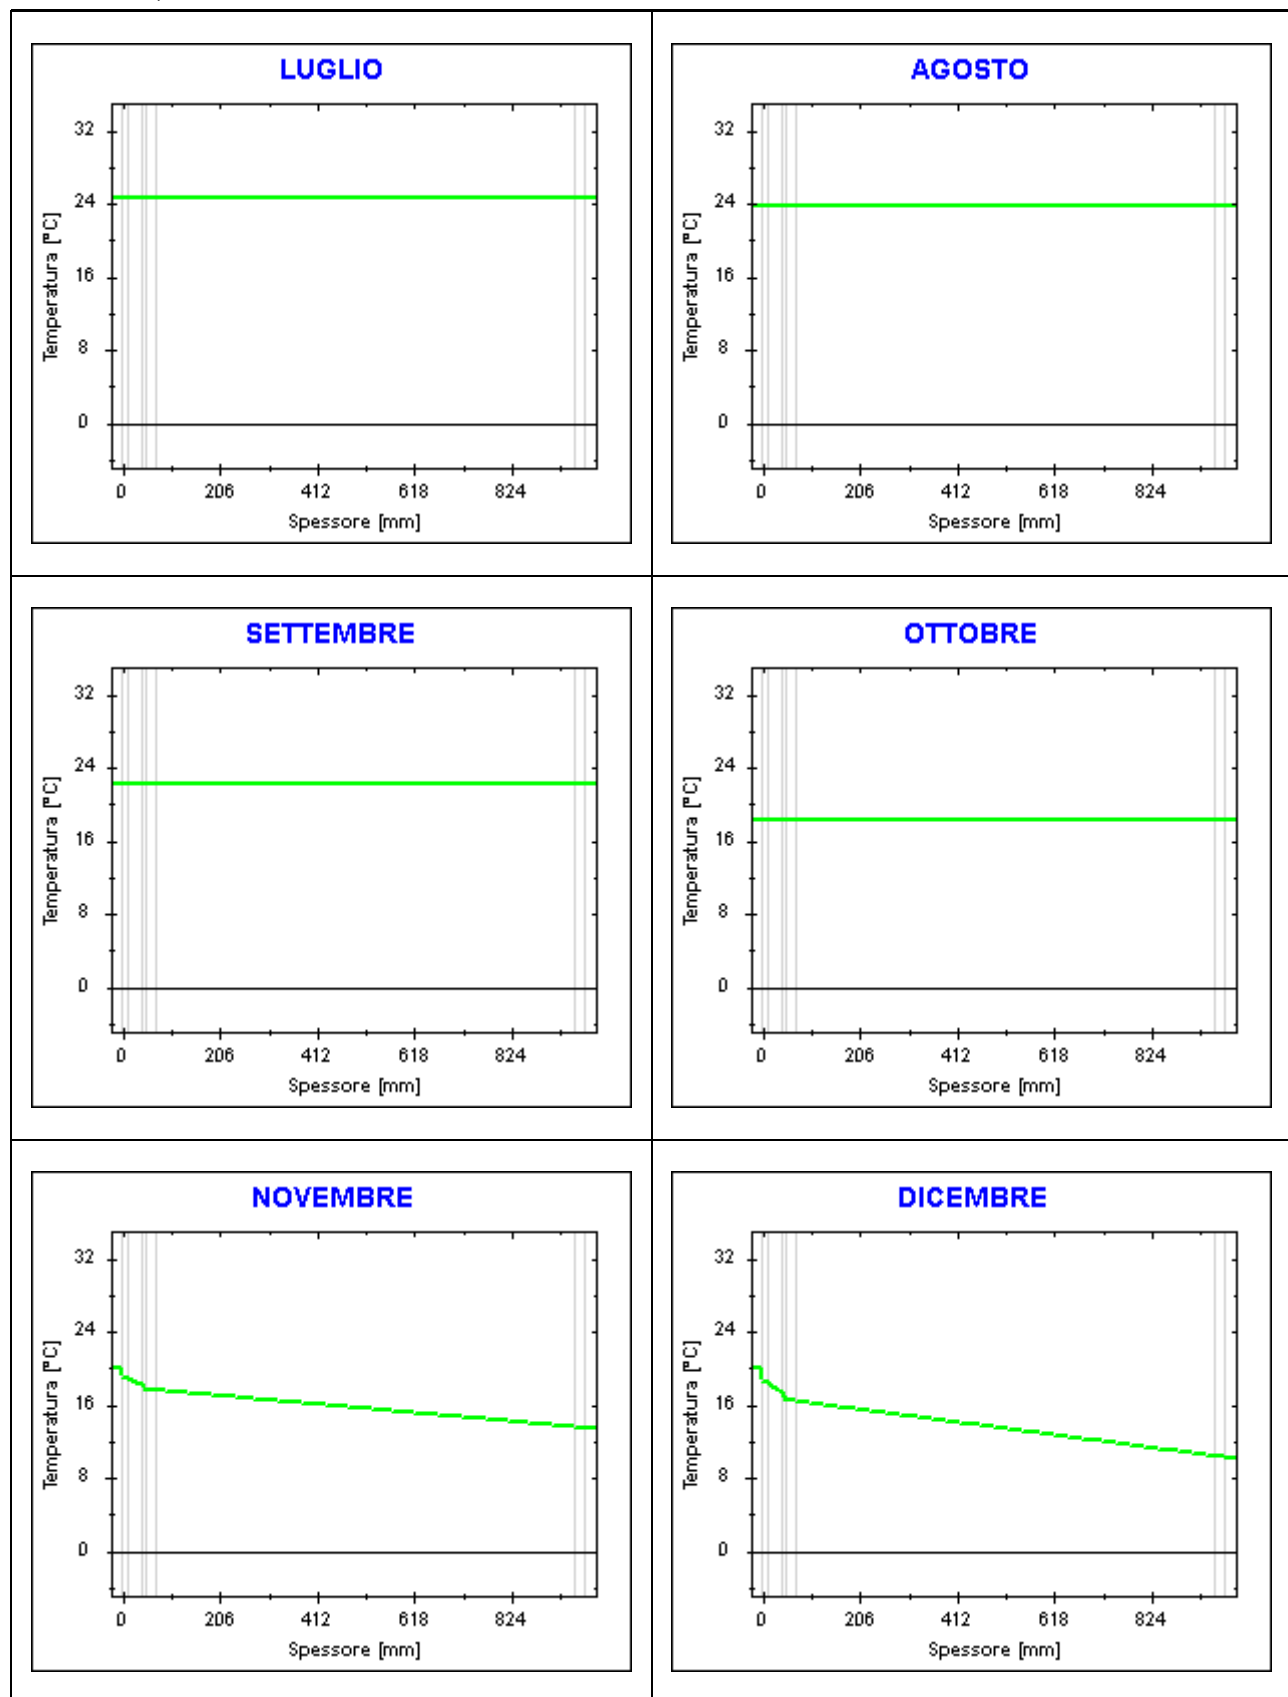 LUGLIO
32
24
16
8
0
Temperatura [°C]
0 206 412 618 824
Spessore [mm]
AGOSTO
32
24
16
8
0
Temperatura [°C]
0 206 412 618 824
Spessore [mm]
SETTEMBRE
32
24
16
8
0
Temperatura [°C]
0 206 412 618 824
Spessore [mm]
OTTOBRE
32
24
16
8
0
Temperatura [°C]
0 206 412 618 824
Spessore [mm]
NOVEMBRE
32
24
16
8
0
Temperatura [°C]
0 206 412 618 824
Spessore [mm]
DICEMBRE
32
24
16
8
0
Temperatura [°C]
0 206 412 618 824
Spessore [mm]